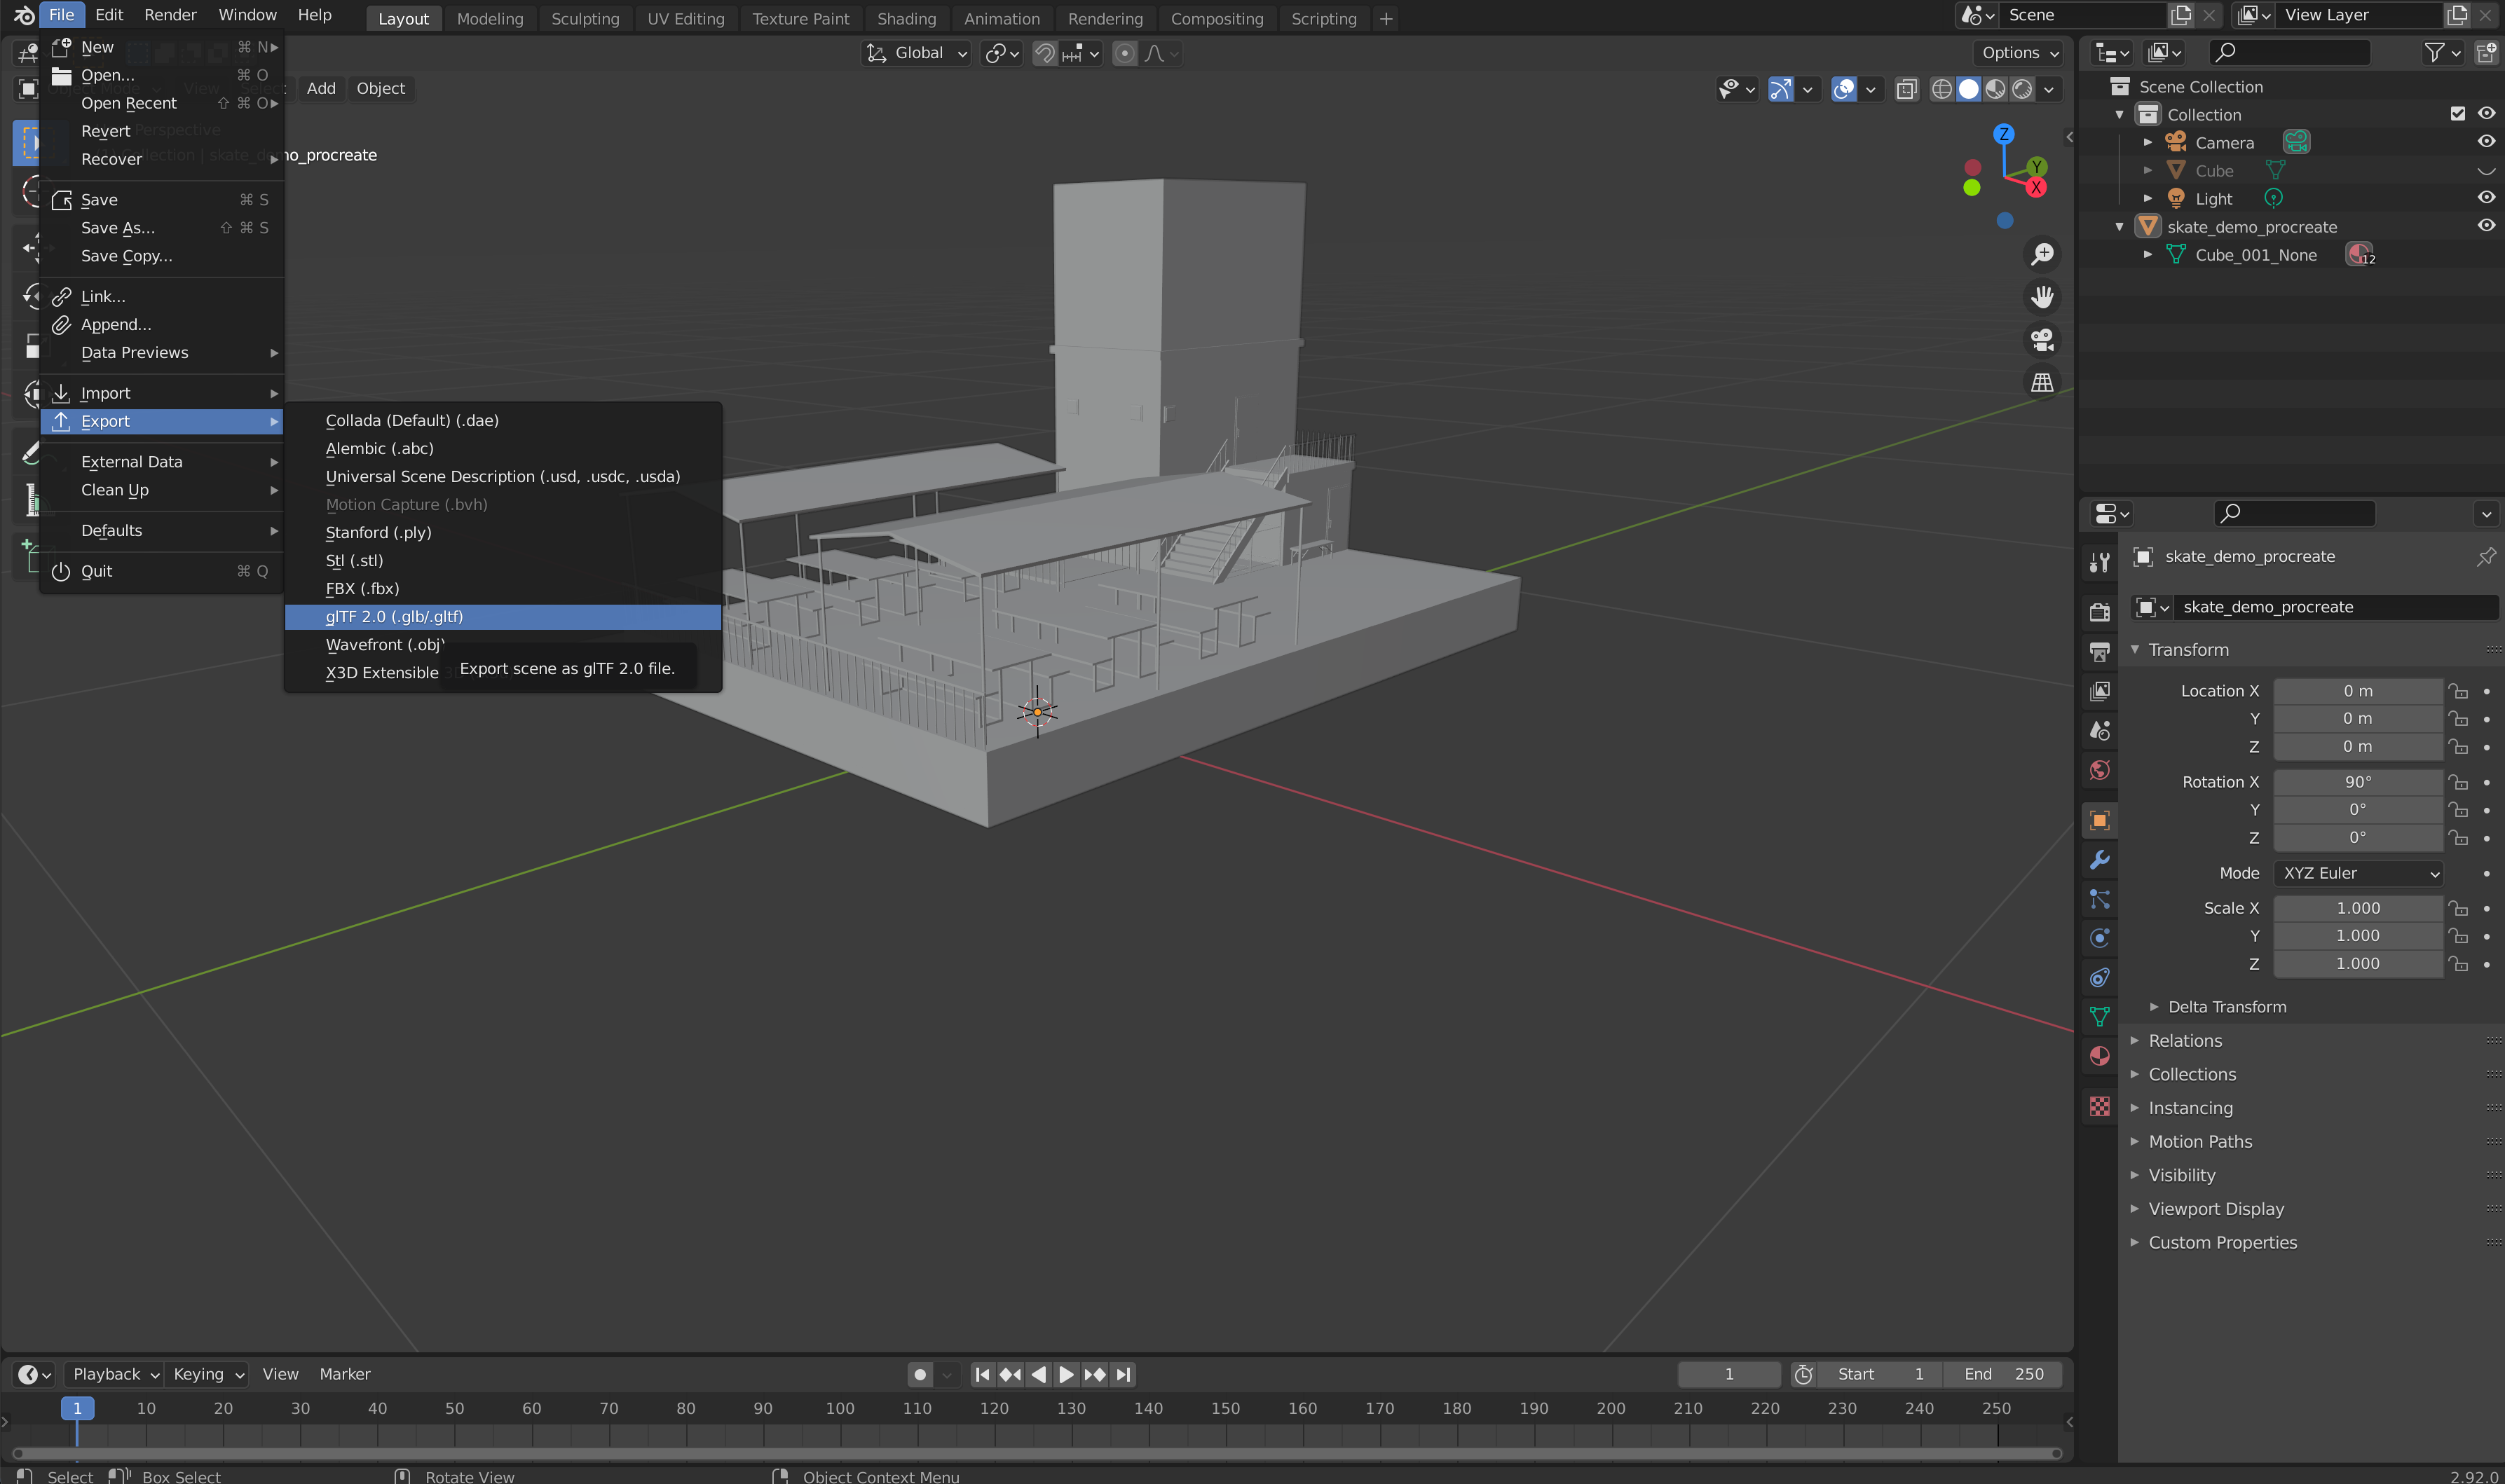 File Edit Render Window Help Layout Modeling Sculpting UV Editing Texture Paint Shading Animation Rendering Compositing Scripting + Scene View Layer
Global Options
Object Mode View Select Add Object
Perspective
Collection | skate_demo_procreate
New ⌘ N
Open... ⌘ O
Open Recent ⇧ ⌘ O
Revert
Recover
Save ⌘ S
Save As... ⇧ ⌘ S
Save Copy...
Link...
Append...
Data Previews
Import
Export
External Data
Clean Up
Defaults
Quit ⌘ Q
Collada (Default) (.dae)
Alembic (.abc)
Universal Scene Description (.usd, .usdc, .usda)
Motion Capture (.bvh)
Stanford (.ply)
Stl (.stl)
FBX (.fbx)
glTF 2.0 (.glb/.gltf)
Wavefront (.obj)
X3D Extensible
Export scene as glTF 2.0 file.
Z
Y
X
Scene Collection
Collection
Camera
Cube
Light
skate_demo_procreate
Cube_001_None 12
skate_demo_procreate
skate_demo_procreate
Transform
Location X 0 m
Y 0 m
Z 0 m
Rotation X 90°
Y 0°
Z 0°
Mode XYZ Euler
Scale X 1.000
Y 1.000
Z 1.000
Delta Transform
Relations
Collections
Instancing
Motion Paths
Visibility
Viewport Display
Custom Properties
Playback Keying View Marker 1 Start 1 End 250
1 10 20 30 40 50 60 70 80 90 100 110 120 130 140 150 160 170 180 190 200 210 220 230 240 250
Select Box Select Rotate View Object Context Menu 2.92.0